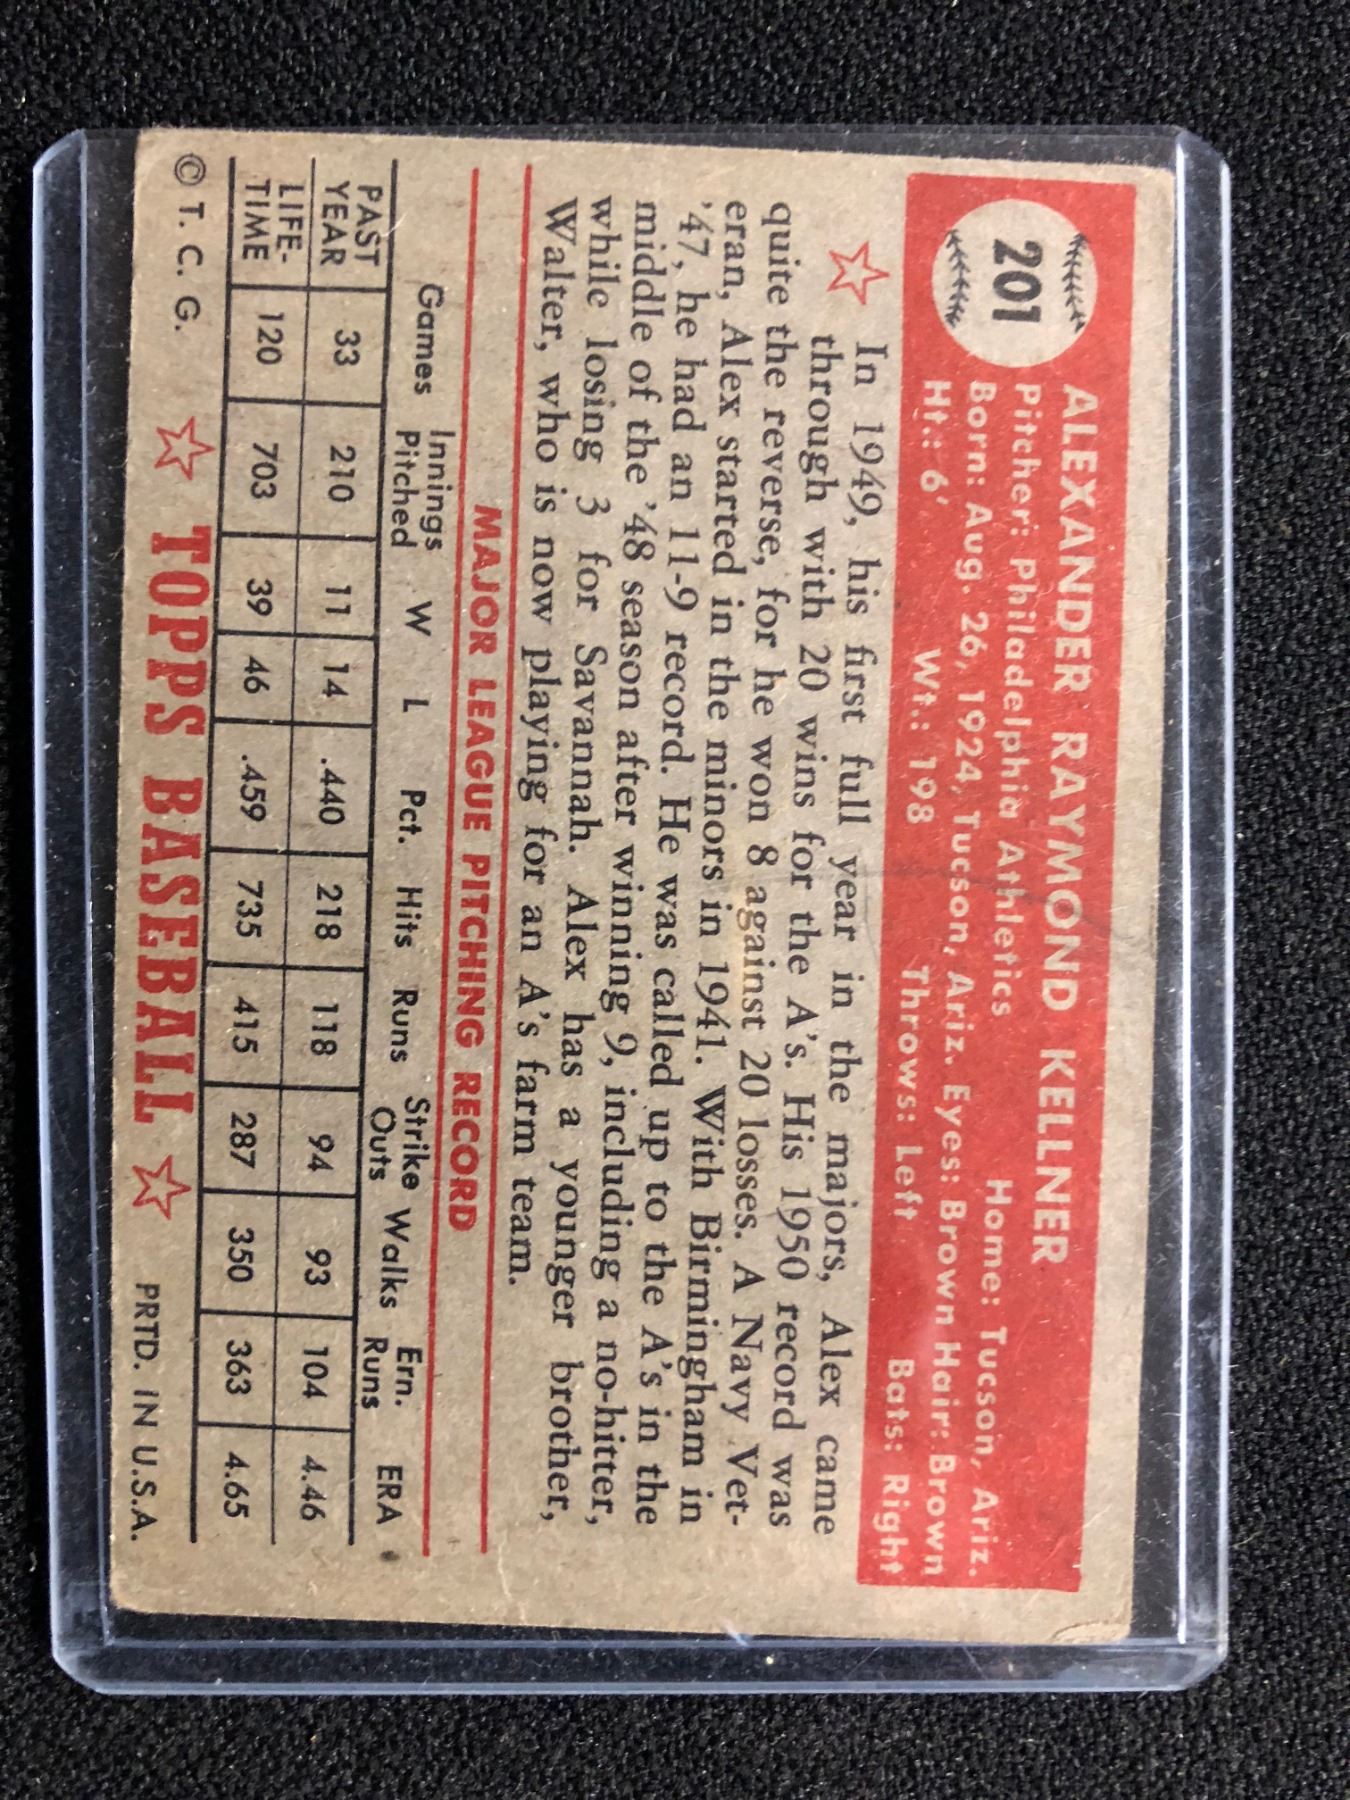 201
ALEXANDER RAYMOND KELLNER
Pitcher: Philadelphia Athletics Home: Tucson, Ariz.
Born: Aug. 26, 1924, Tucson, Ariz. Eyes: Brown Hair: Brown
Ht.: 6' Wt.: 198 Throws: Left Bats: Right
In 1949, his first full year in the majors, Alex came
through with 20 wins for the A's. His 1950 record was
quite the reverse, for he won 8 against 20 losses. A Navy Vet-
eran, Alex started in the minors in 1941. With Birmingham in
'47, he had an 11-9 record. He was called up to the A's in the
middle of the '48 season after winning 9, including a no-hitter,
while losing 3 for Savannah. Alex has a younger brother,
Walter, who is now playing for an A's farm team.
MAJOR LEAGUE PITCHING RECORD
Games Innings Pitched W L Pct. Hits Runs Strike Outs Walks Ern. Runs ERA
PAST YEAR 33 210 11 14 .440 218 118 94 93 104 4.46
LIFE- TIME 120 703 39 46 .459 735 415 287 350 363 4.65
© T. C. G. TOPPS BASEBALL PRTD. IN U.S.A.